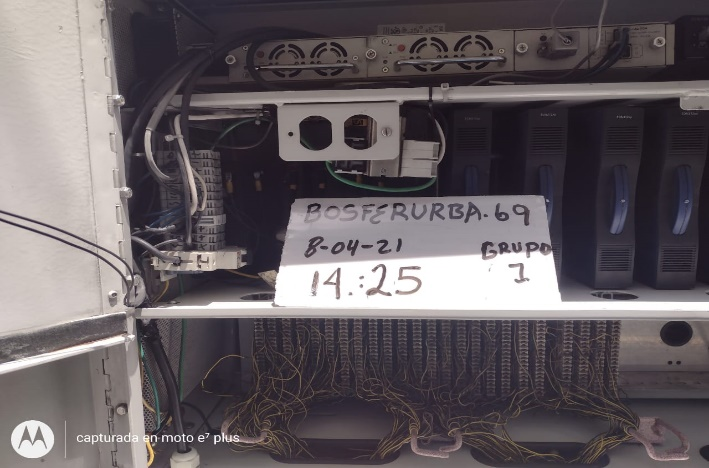 BOSFERURBA.69
8-04-21
GRUPO
14:25
1
capturada en moto e⁷ plus